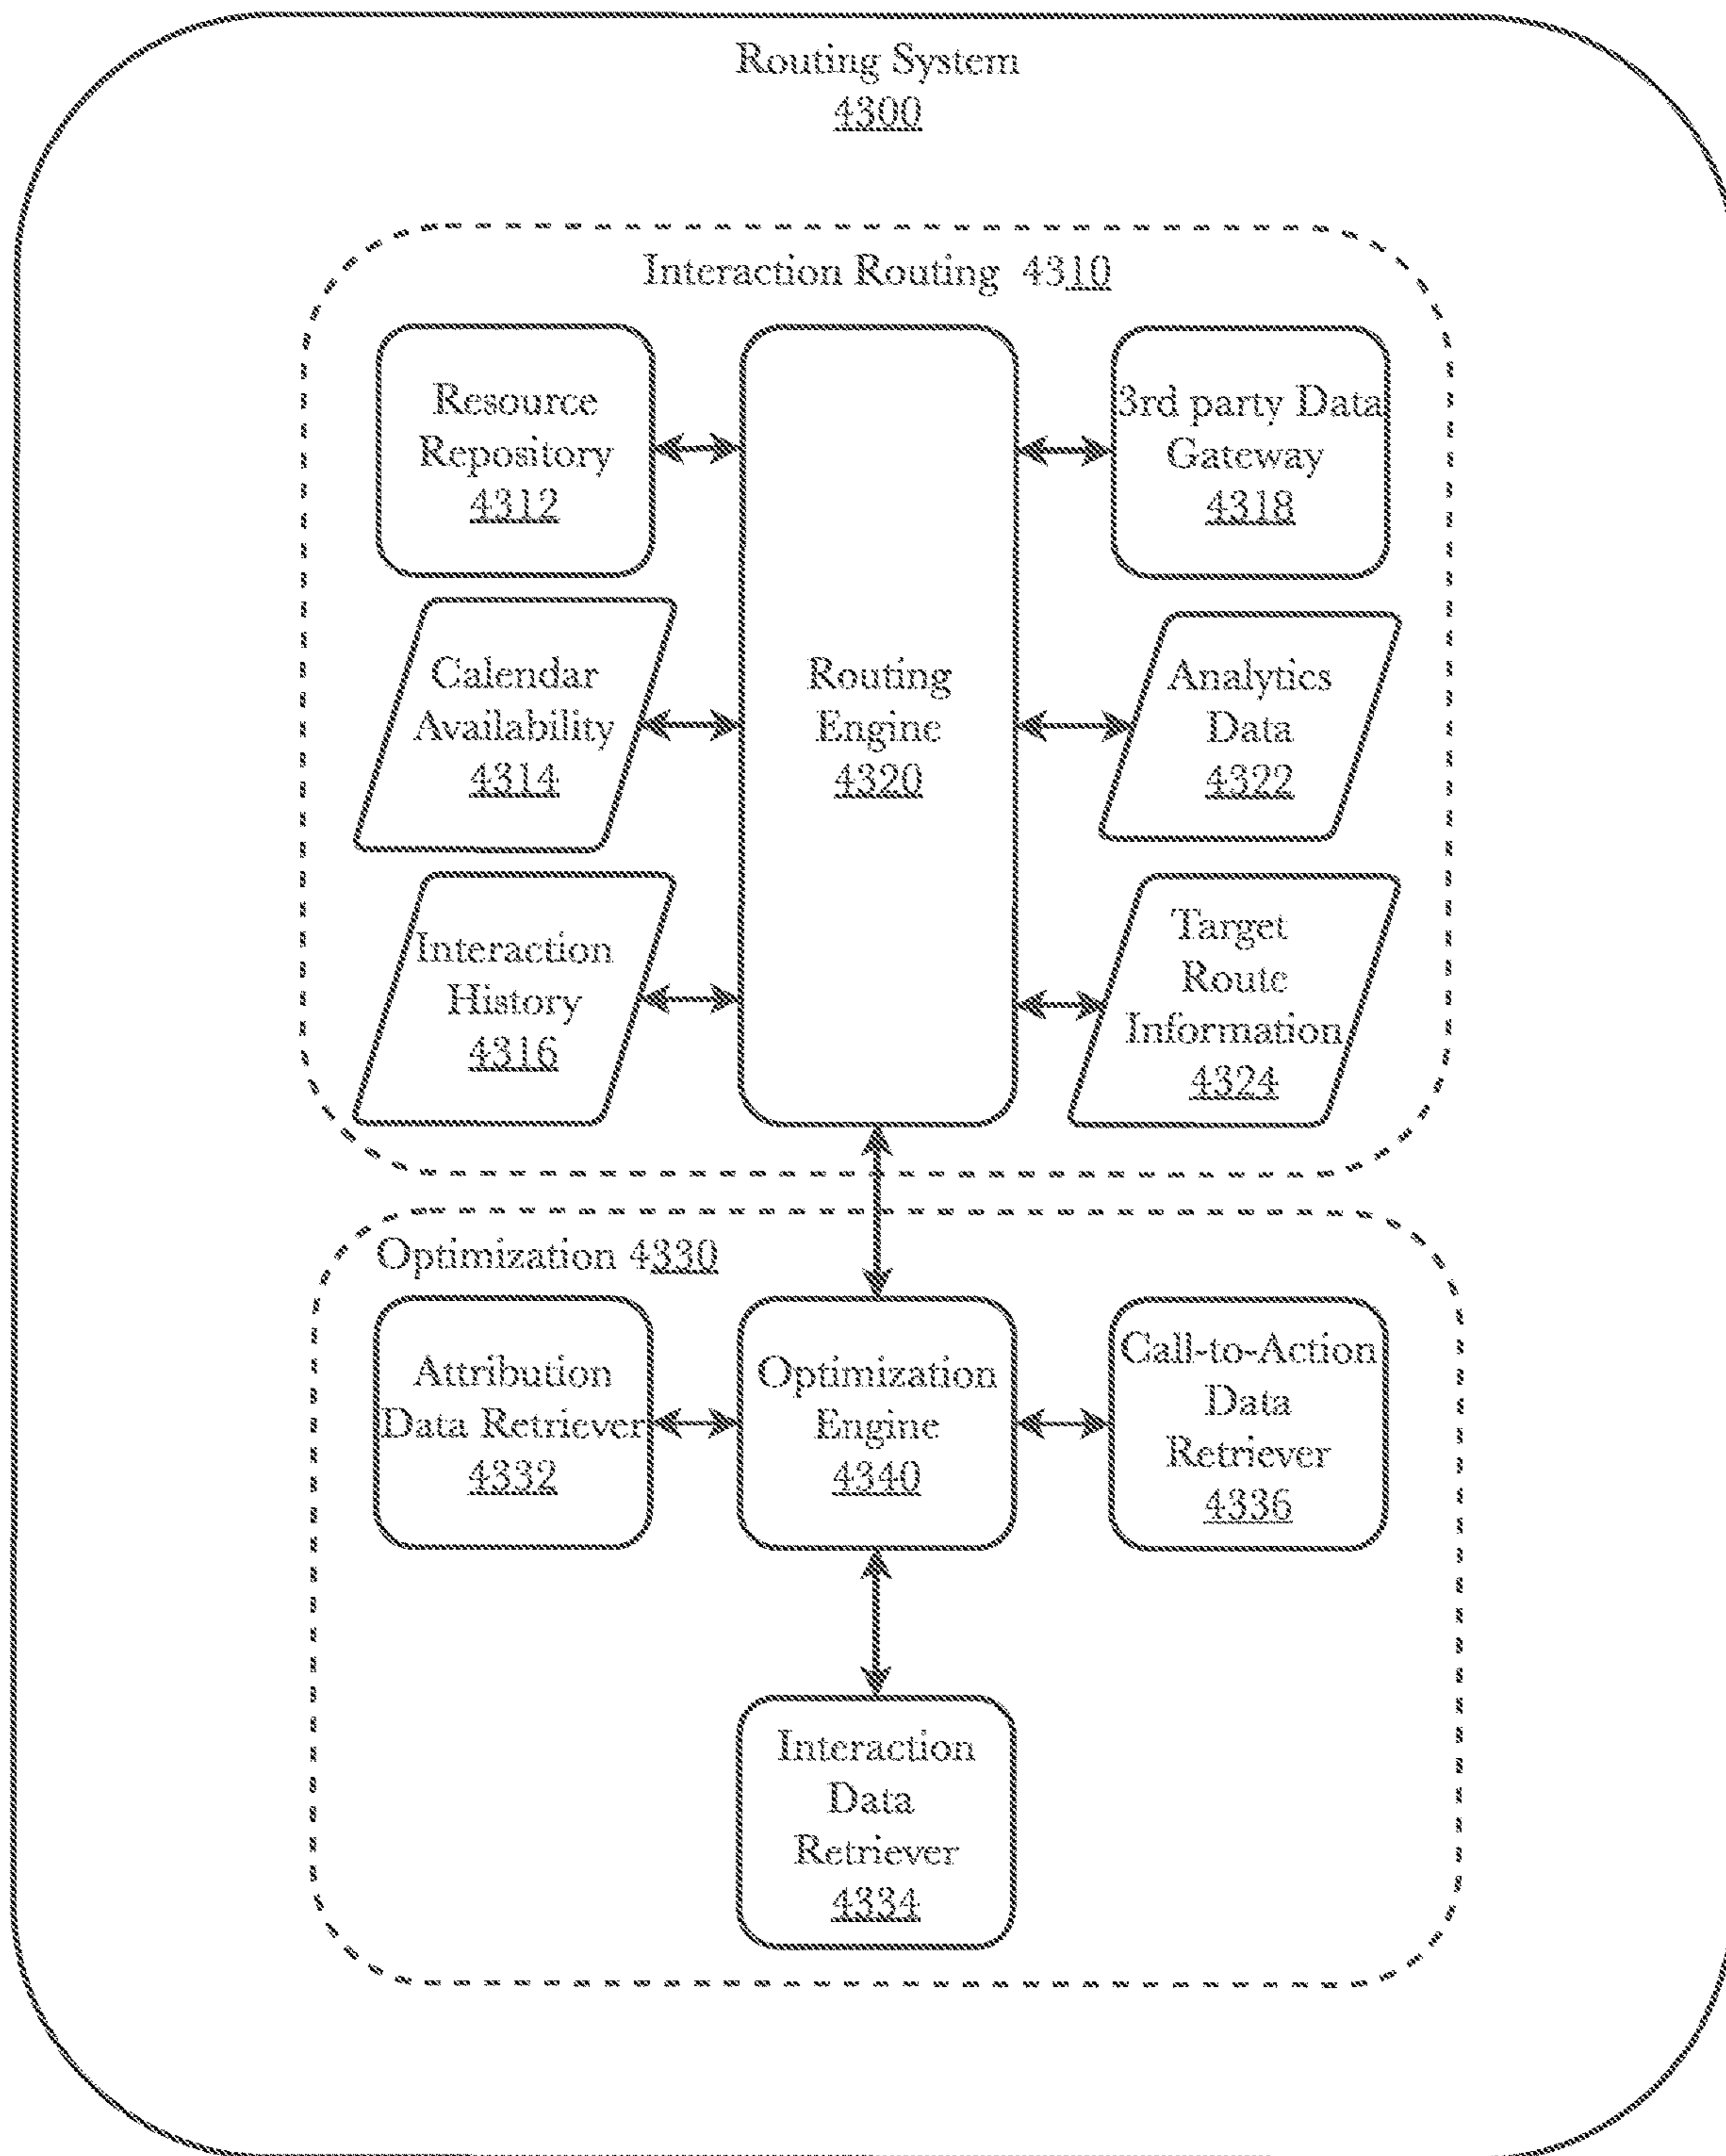 Routing System
4300
Interaction Routing 4310
Resource
Repository
4312
3rd party Data
Gateway
4318
Calendar
Availability
4314
Routing
Engine
4320
Analytics
Data
4322
Interaction
History
4316
Target
Route
Information
4324
Optimization 4330
Attribution
Data Retriever
4332
Optimization
Engine
4340
Call-to-Action
Data
Retriever
4336
Interaction
Data
Retriever
4334